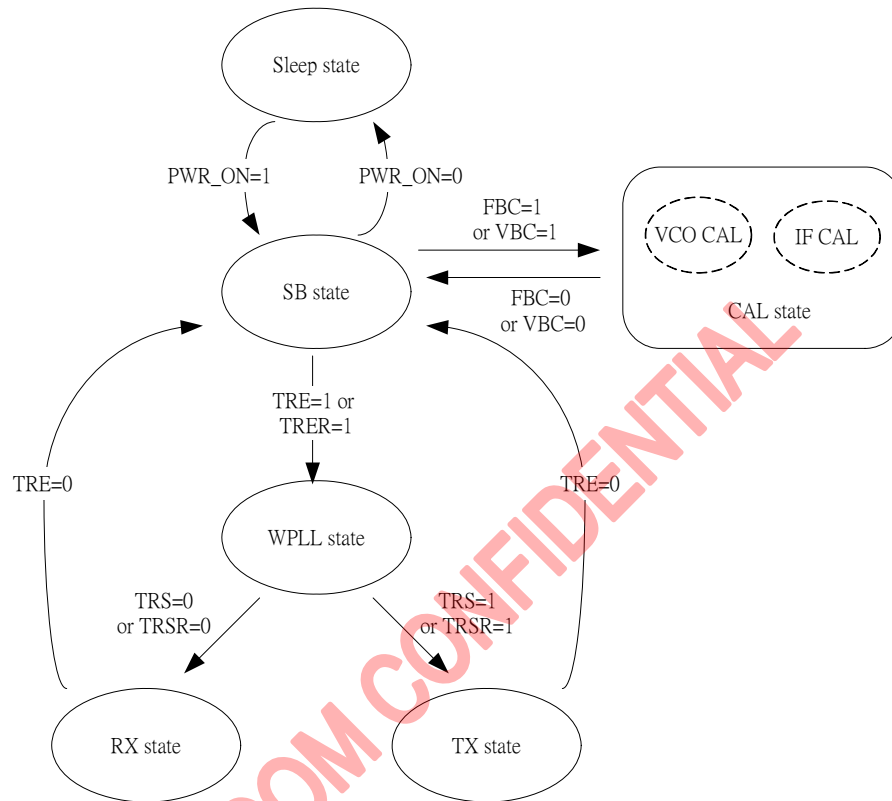 Sleep state
PWR_ON=1
PWR_ON=0
FBC=1
or VBC=1
VCO CAL
IF CAL
SB state
FBC=0
or VBC=0
CAL state
TRE=1 or
TRER=1
TRE=0
TRE=0
WPLL state
TRS=0
or TRSR=0
TRS=1
or TRSR=1
RX state
TX state
COM CONFIDENTIAL